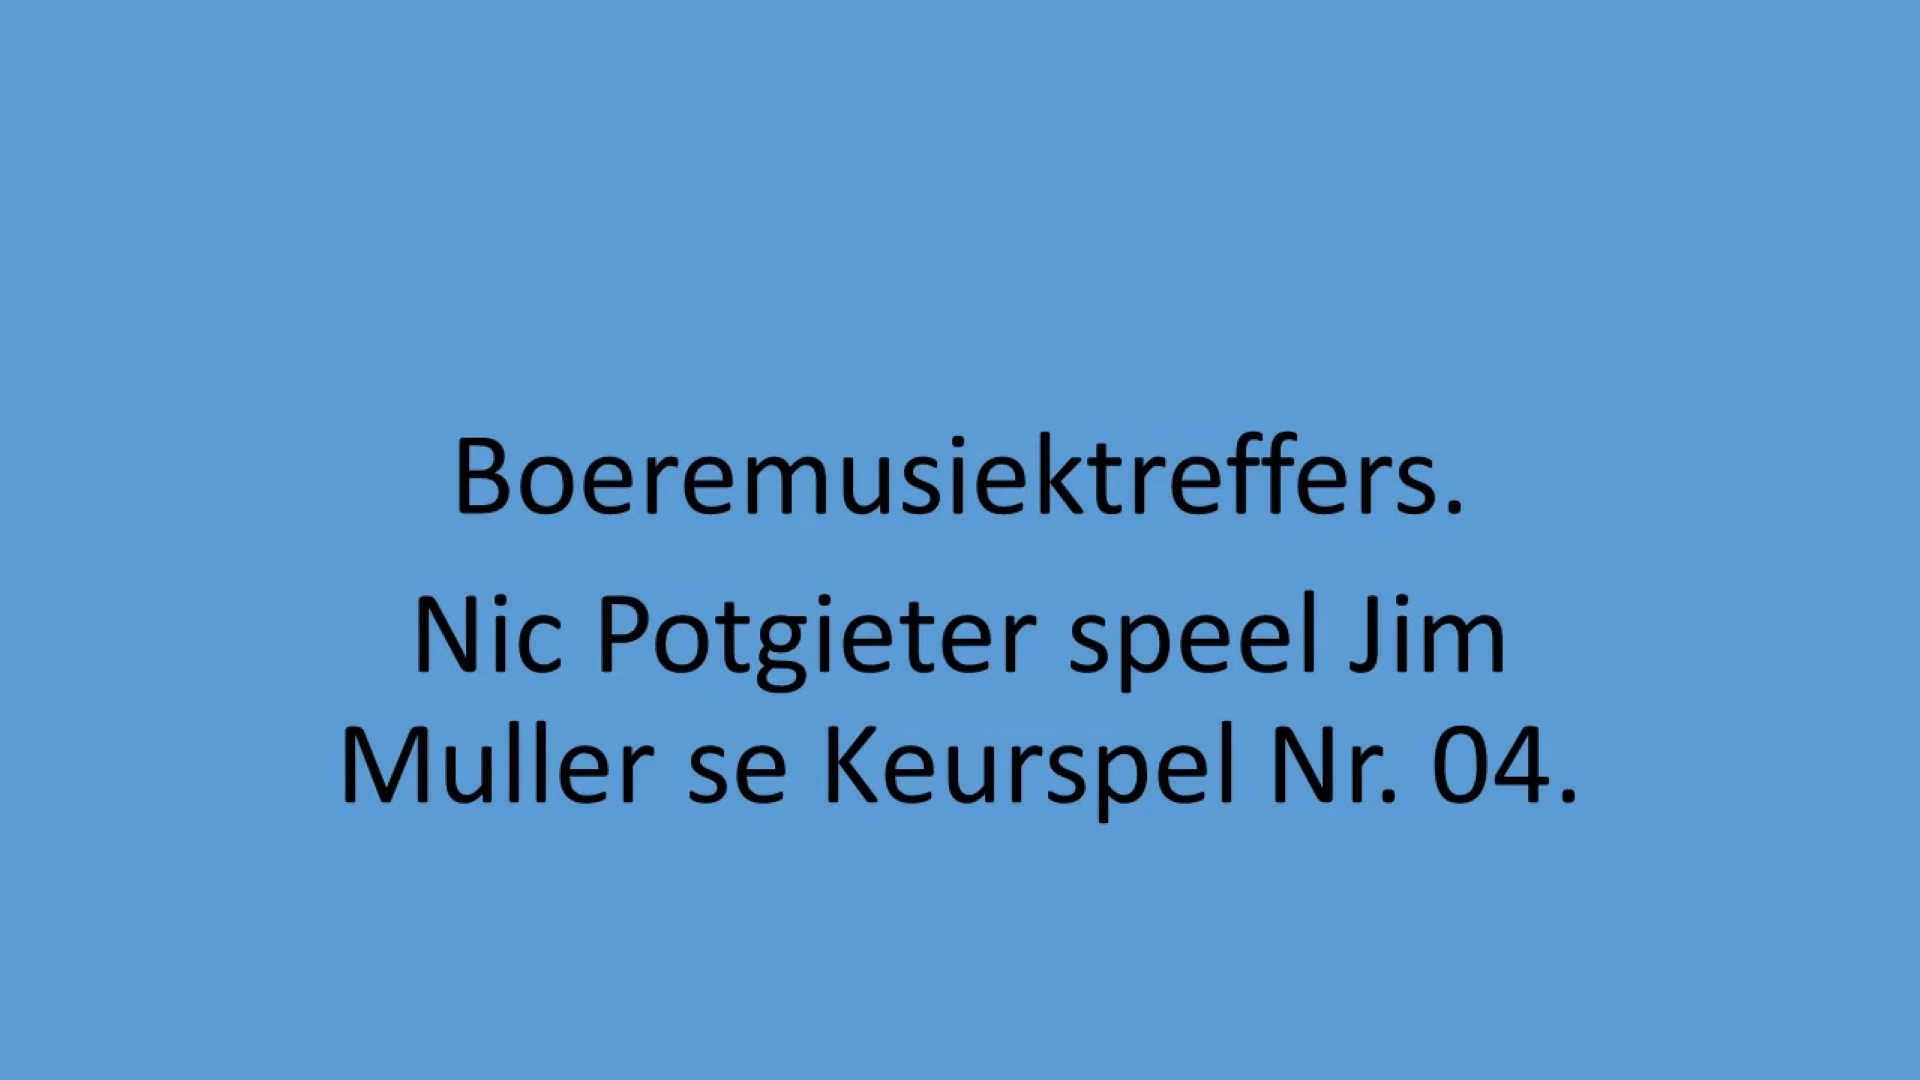 Boeremusiektreffers.
Nic Potgieter speel Jim
Muller se Keurspel Nr. 04.